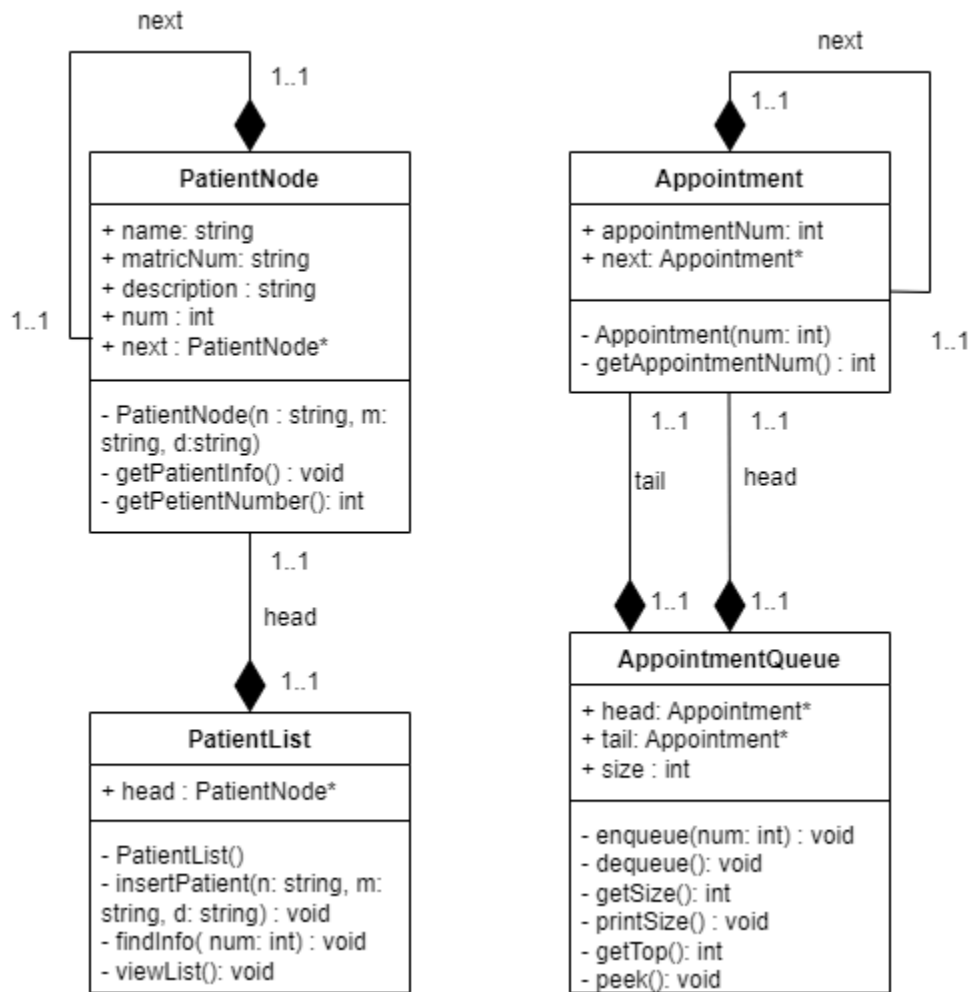 next
1..1
PatientNode
+ name: string
+ matricNum: string
+ description : string
+ num : int
+ next : PatientNode*
1..1
- PatientNode(n : string, m:
string, d:string)
- getPatientInfo() : void
- getPetientNumber(): int
1..1
head
1..1
PatientList
+ head : PatientNode*
- PatientList()
- insertPatient(n: string, m:
string, d: string) : void
- findInfo( num: int) : void
- viewList(): void
next
1..1
Appointment
+ appointmentNum: int
+ next: Appointment*
1..1
- Appointment(num: int)
- getAppointmentNum() : int
1..1
1..1
tail
head
1..1
1..1
AppointmentQueue
+ head: Appointment*
+ tail: Appointment*
+ size : int
- enqueue(num: int) : void
- dequeue(): void
- getSize(): int
- printSize() : void
- getTop(): int
- peek(): void